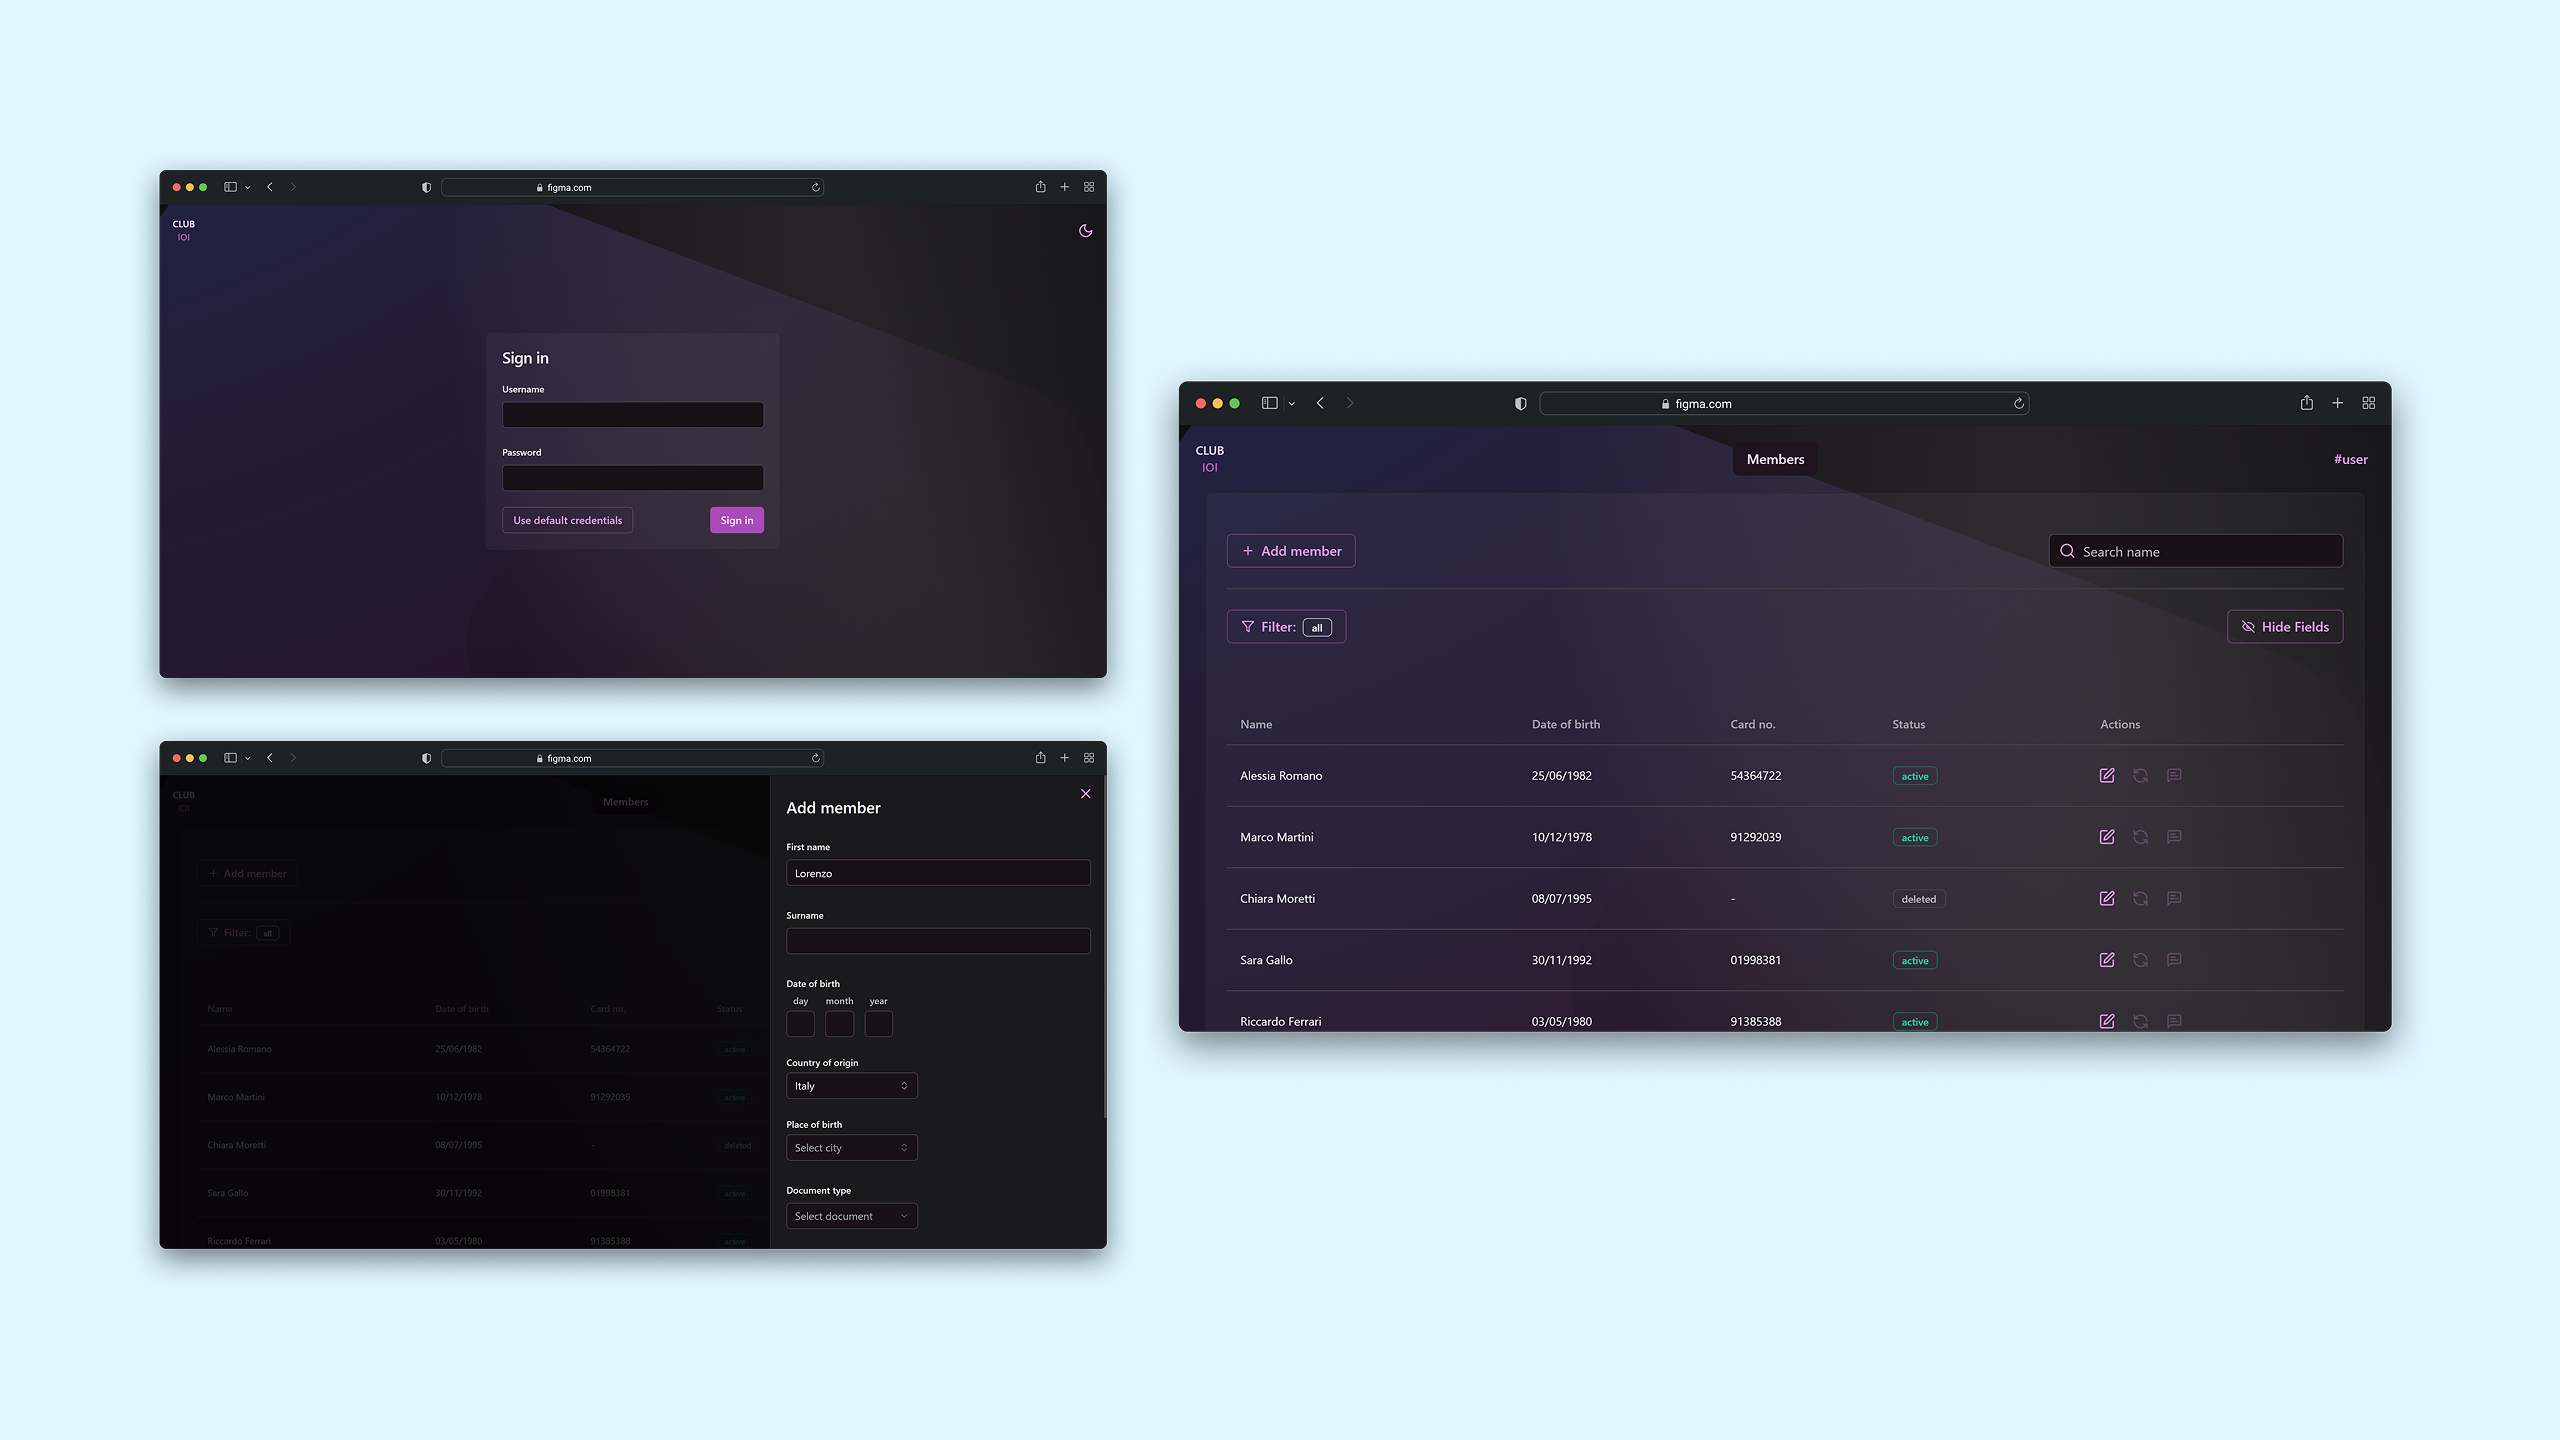 figma.com
CLUB
IOI
Sign in
Username
Password
Use default credentials
Sign in
figma.com
CLUB
IOI
Members
Add member
Filter: all
Name Date of birth Card no. Status
Alessia Romano 25/06/1982 54364722 active
Marco Martini 10/12/1978 91292039 active
Chiara Moretti 08/07/1995 - deleted
Sara Gallo 30/11/1992 01998381 active
Riccardo Ferrari 03/05/1980 91385388 active
Add member
First name
Lorenzo
Surname
Date of birth
day month year
Country of origin
Italy
Place of birth
Select city
Document type
Select document
figma.com
CLUB
IOI
Members
#user
Add member
Search name
Filter: all
Hide Fields
Name Date of birth Card no. Status Actions
Alessia Romano 25/06/1982 54364722 active
Marco Martini 10/12/1978 91292039 active
Chiara Moretti 08/07/1995 - deleted
Sara Gallo 30/11/1992 01998381 active
Riccardo Ferrari 03/05/1980 91385388 active